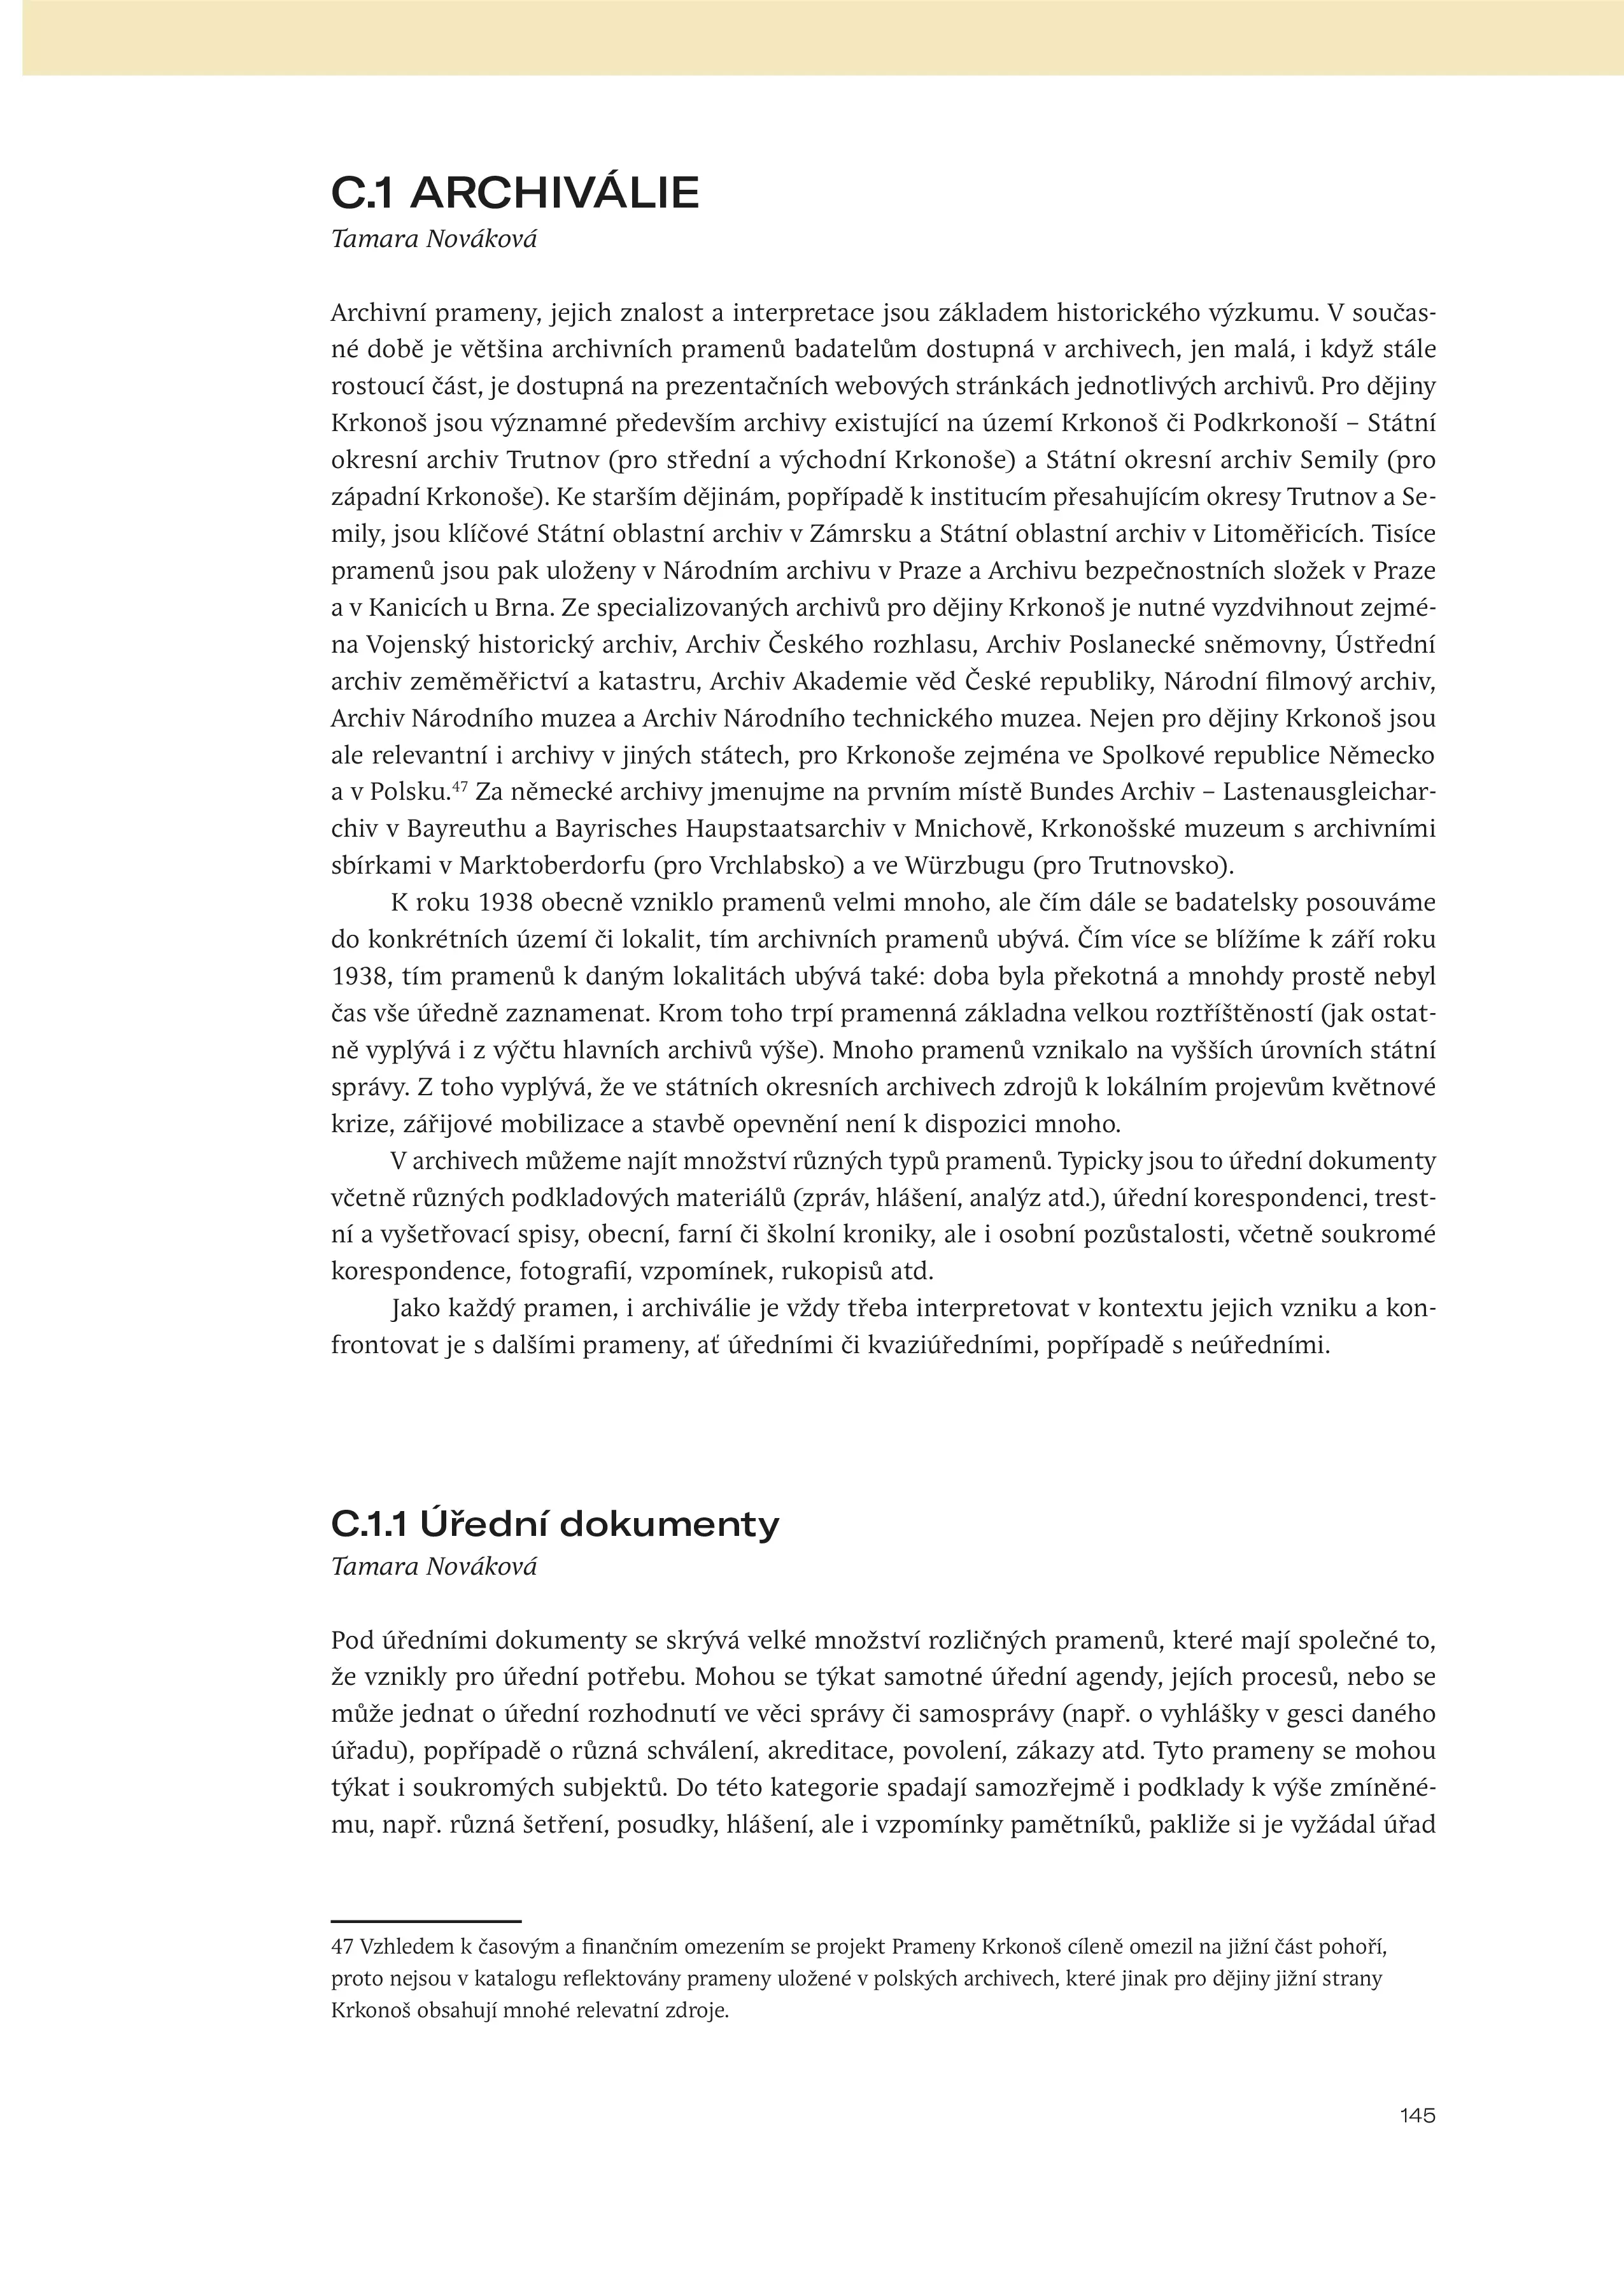 C.1 ARCHIVÁLIE
Tamara Nováková
Archivní prameny, jejich znalost a interpretace jsou základem historického výzkumu. V součas-
né době je většina archivních pramenů badatelům dostupná v archivech, jen malá, i když stále
rostoucí část, je dostupná na prezentačních webových stránkách jednotlivých archivů. Pro dějiny
Krkonoš jsou významné především archivy existující na území Krkonoš či Podkrkonoší – Státní
okresní archiv Trutnov (pro střední a východní Krkonoše) a Státní okresní archiv Semily (pro
západní Krkonoše). Ke starším dějinám, popřípadě k institucím přesahujícím okresy Trutnov a Se-
mily, jsou klíčové Státní oblastní archiv v Zámrsku a Státní oblastní archiv v Litoměřicích. Tisíce
pramenů jsou pak uloženy v Národním archivu v Praze a Archivu bezpečnostních složek v Praze
a v Kanicích u Brna. Ze specializovaných archivů pro dějiny Krkonoš je nutné vyzdvihnout zejmé-
na Vojenský historický archiv, Archiv Českého rozhlasu, Archiv Poslanecké sněmovny, Ústřední
archiv zeměměřictví a katastru, Archiv Akademie věd České republiky, Národní filmový archiv,
Archiv Národního muzea a Archiv Národního technického muzea. Nejen pro dějiny Krkonoš jsou
ale relevantní i archivy v jiných státech, pro Krkonoše zejména ve Spolkové republice Německo
a v Polsku.47 Za německé archivy jmenujme na prvním místě Bundes Archiv – Lastenausgleichar-
chiv v Bayreuthu a Bayrisches Haupstaatsarchiv v Mnichově, Krkonošské muzeum s archivními
sbírkami v Marktoberdorfu (pro Vrchlabsko) a ve Würzbugu (pro Trutnovsko).
K roku 1938 obecně vzniklo pramenů velmi mnoho, ale čím dále se badatelsky posouváme
do konkrétních území či lokalit, tím archivních pramenů ubývá. Čím více se blížíme k září roku
1938, tím pramenů k daným lokalitách ubývá také: doba byla překotná a mnohdy prostě nebyl
čas vše úředně zaznamenat. Krom toho trpí pramenná základna velkou roztříštěností (jak ostat-
ně vyplývá i z výčtu hlavních archivů výše). Mnoho pramenů vznikalo na vyšších úrovních státní
správy. Z toho vyplývá, že ve státních okresních archivech zdrojů k lokálním projevům květnové
krize, zářijové mobilizace a stavbě opevnění není k dispozici mnoho.
V archivech můžeme najít množství různých typů pramenů. Typicky jsou to úřední dokumenty
včetně různých podkladových materiálů (zpráv, hlášení, analýz atd.), úřední korespondenci, trest-
ní a vyšetřovací spisy, obecní, farní či školní kroniky, ale i osobní pozůstalosti, včetně soukromé
korespondence, fotografií, vzpomínek, rukopisů atd.
Jako každý pramen, i archiválie je vždy třeba interpretovat v kontextu jejich vzniku a kon-
frontovat je s dalšími prameny, ať úředními či kvaziúředními, popřípadě s neúředními.
C.1.1 Úřední dokumenty
Tamara Nováková
Pod úředními dokumenty se skrývá velké množství rozličných pramenů, které mají společné to,
že vznikly pro úřední potřebu. Mohou se týkat samotné úřední agendy, jejích procesů, nebo se
může jednat o úřední rozhodnutí ve věci správy či samosprávy (např. o vyhlášky v gesci daného
úřadu), popřípadě o různá schválení, akreditace, povolení, zákazy atd. Tyto prameny se mohou
týkat i soukromých subjektů. Do této kategorie spadají samozřejmě i podklady k výše zmíněné-
mu, např. různá šetření, posudky, hlášení, ale i vzpomínky pamětníků, pakliže si je vyžádal úřad
47 Vzhledem k časovým a finančním omezením se projekt Prameny Krkonoš cíleně omezil na jižní část pohoří,
proto nejsou v katalogu reflektovány prameny uložené v polských archivech, které jinak pro dějiny jižní strany
Krkonoš obsahují mnohé relevatní zdroje.
145